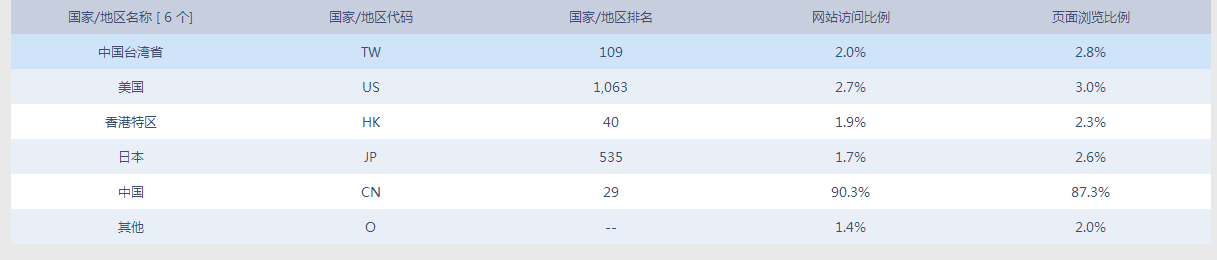 国家/地区名称 [ 6 个] 国家/地区代码 国家/地区排名 网站访问比例 页面浏览比例
中国台湾省 TW 109 2.0% 2.8%
美国 US 1,063 2.7% 3.0%
香港特区 HK 40 1.9% 2.3%
日本 JP 535 1.7% 2.6%
中国 CN 29 90.3% 87.3%
其他 O -- 1.4% 2.0%